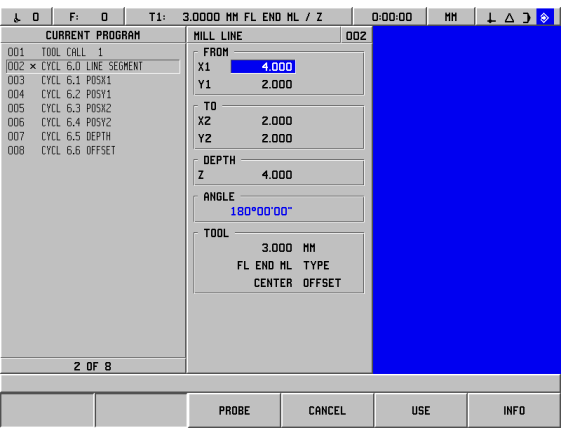 0 F: 0 T1: 3.0000 MM FL END ML / Z 0:00:00 MM
CURRENT PROGRAM
001 TOOL CALL 1
002 × CYCL 6.0 LINE SEGMENT
003 CYCL 6.1 POSX1
004 CYCL 6.2 POSY1
005 CYCL 6.3 POSX2
006 CYCL 6.4 POSY2
007 CYCL 6.5 DEPTH
008 CYCL 6.6 OFFSET
2 OF 8
MILL LINE 002
FROM
X1 4.000
Y1 2.000
TO
X2 2.000
Y2 2.000
DEPTH
Z 4.000
ANGLE
180°00'00"
TOOL
3.000 MM
FL END ML TYPE
CENTER OFFSET
PROBE CANCEL USE INFO